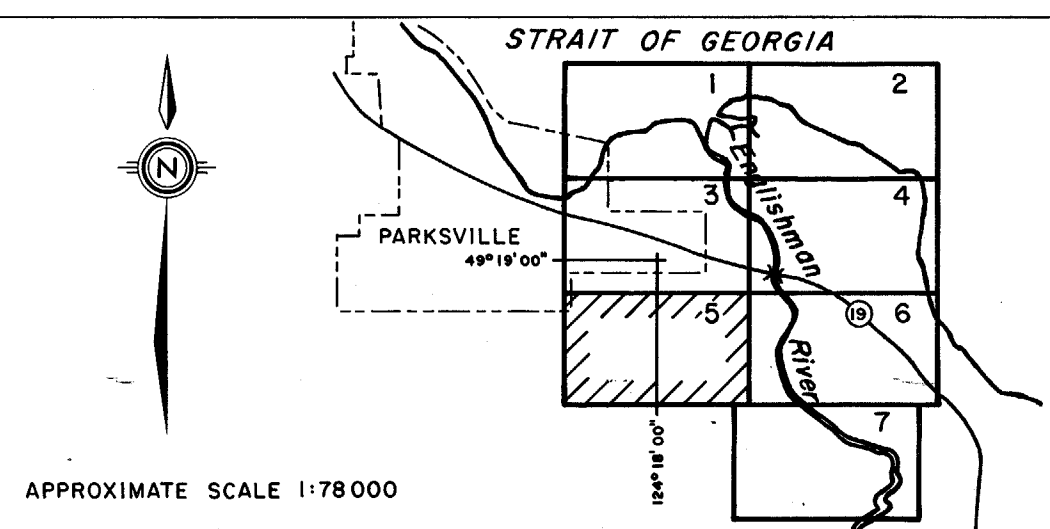 STRAIT OF GEORGIA
1
2
N
Englishman
3
4
PARKSVILLE
49° 19' 00"
5
19
6
River
7
124° 18' 00"
APPROXIMATE SCALE 1:78000